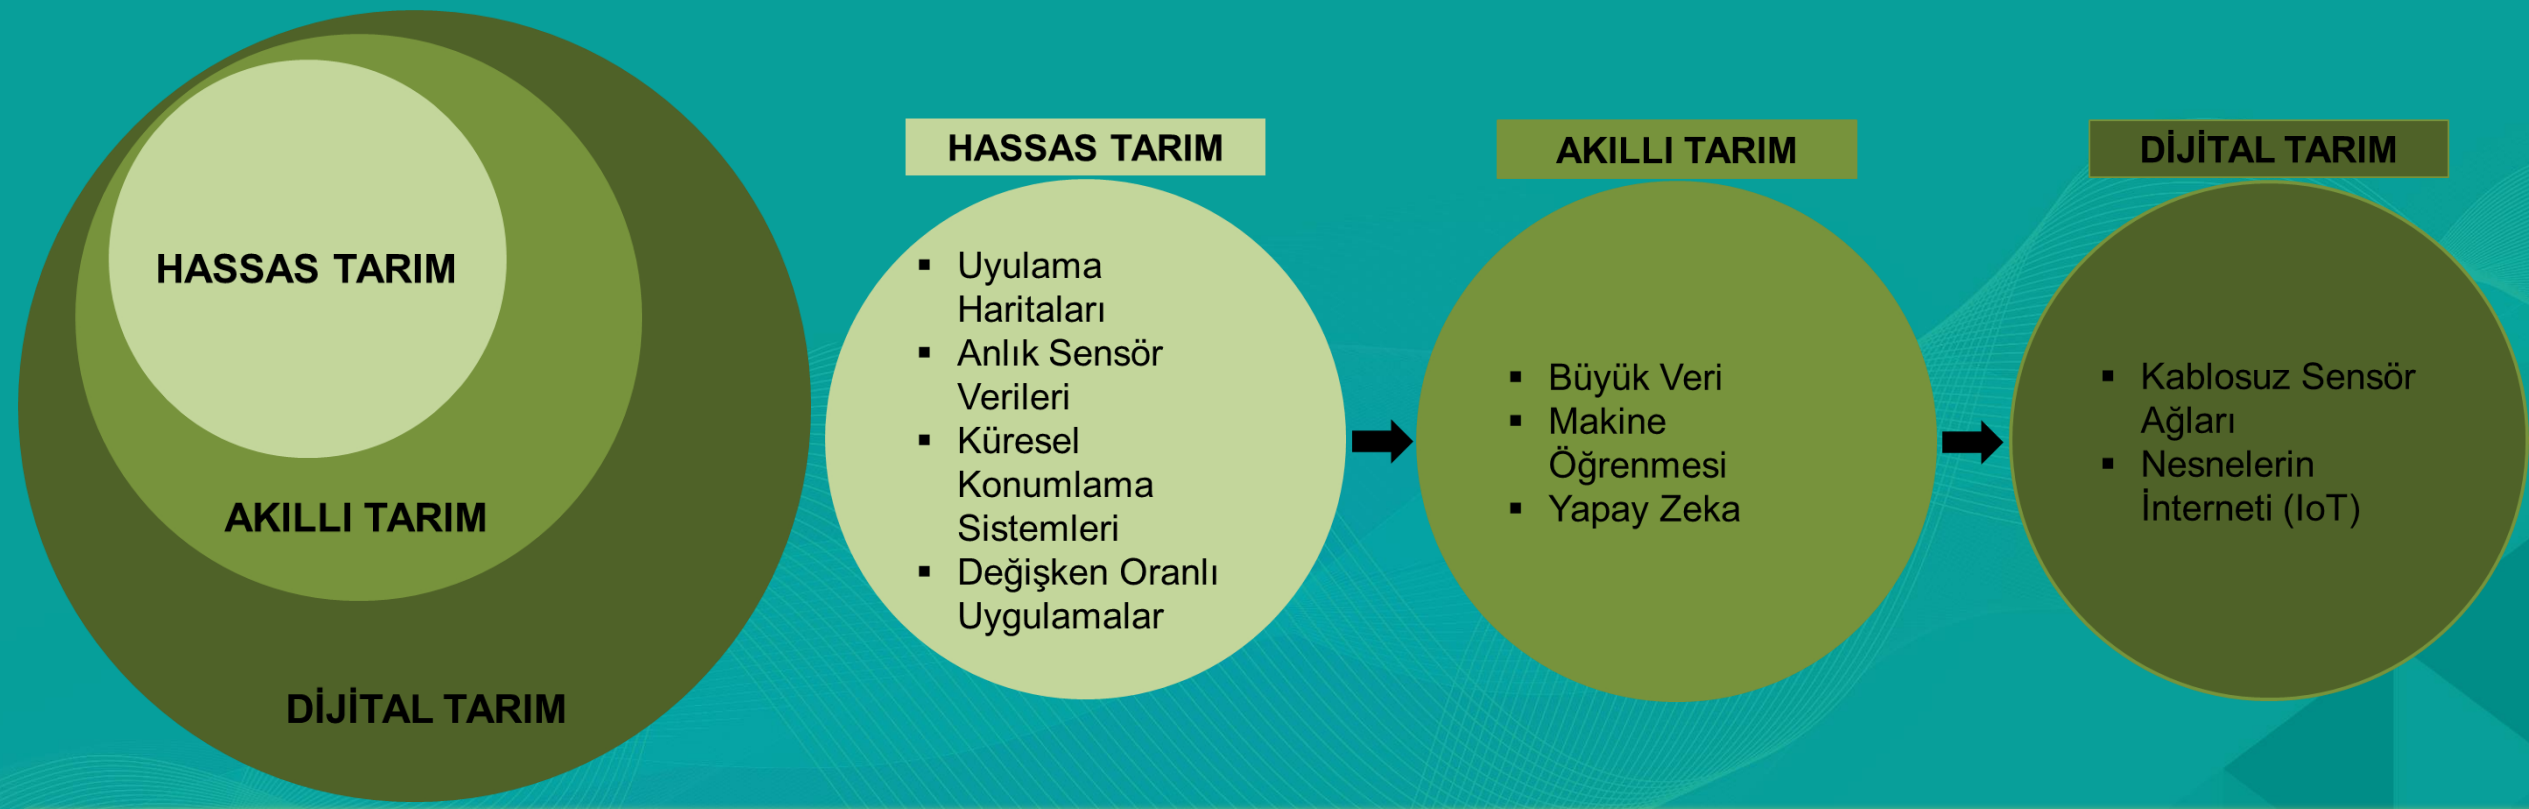 HASSAS TARIM
AKILLI TARIM
DİJİTAL TARIM
HASSAS TARIM
▪ Uyulama
Haritaları
▪ Anlık Sensör
Verileri
▪ Küresel
Konumlama
Sistemleri
▪ Değişken Oranlı
Uygulamalar
AKILLI TARIM
▪ Büyük Veri
▪ Makine
Öğrenmesi
▪ Yapay Zeka
DİJİTAL TARIM
▪ Kablosuz Sensör
Ağları
▪ Nesnelerin
İnterneti (IoT)